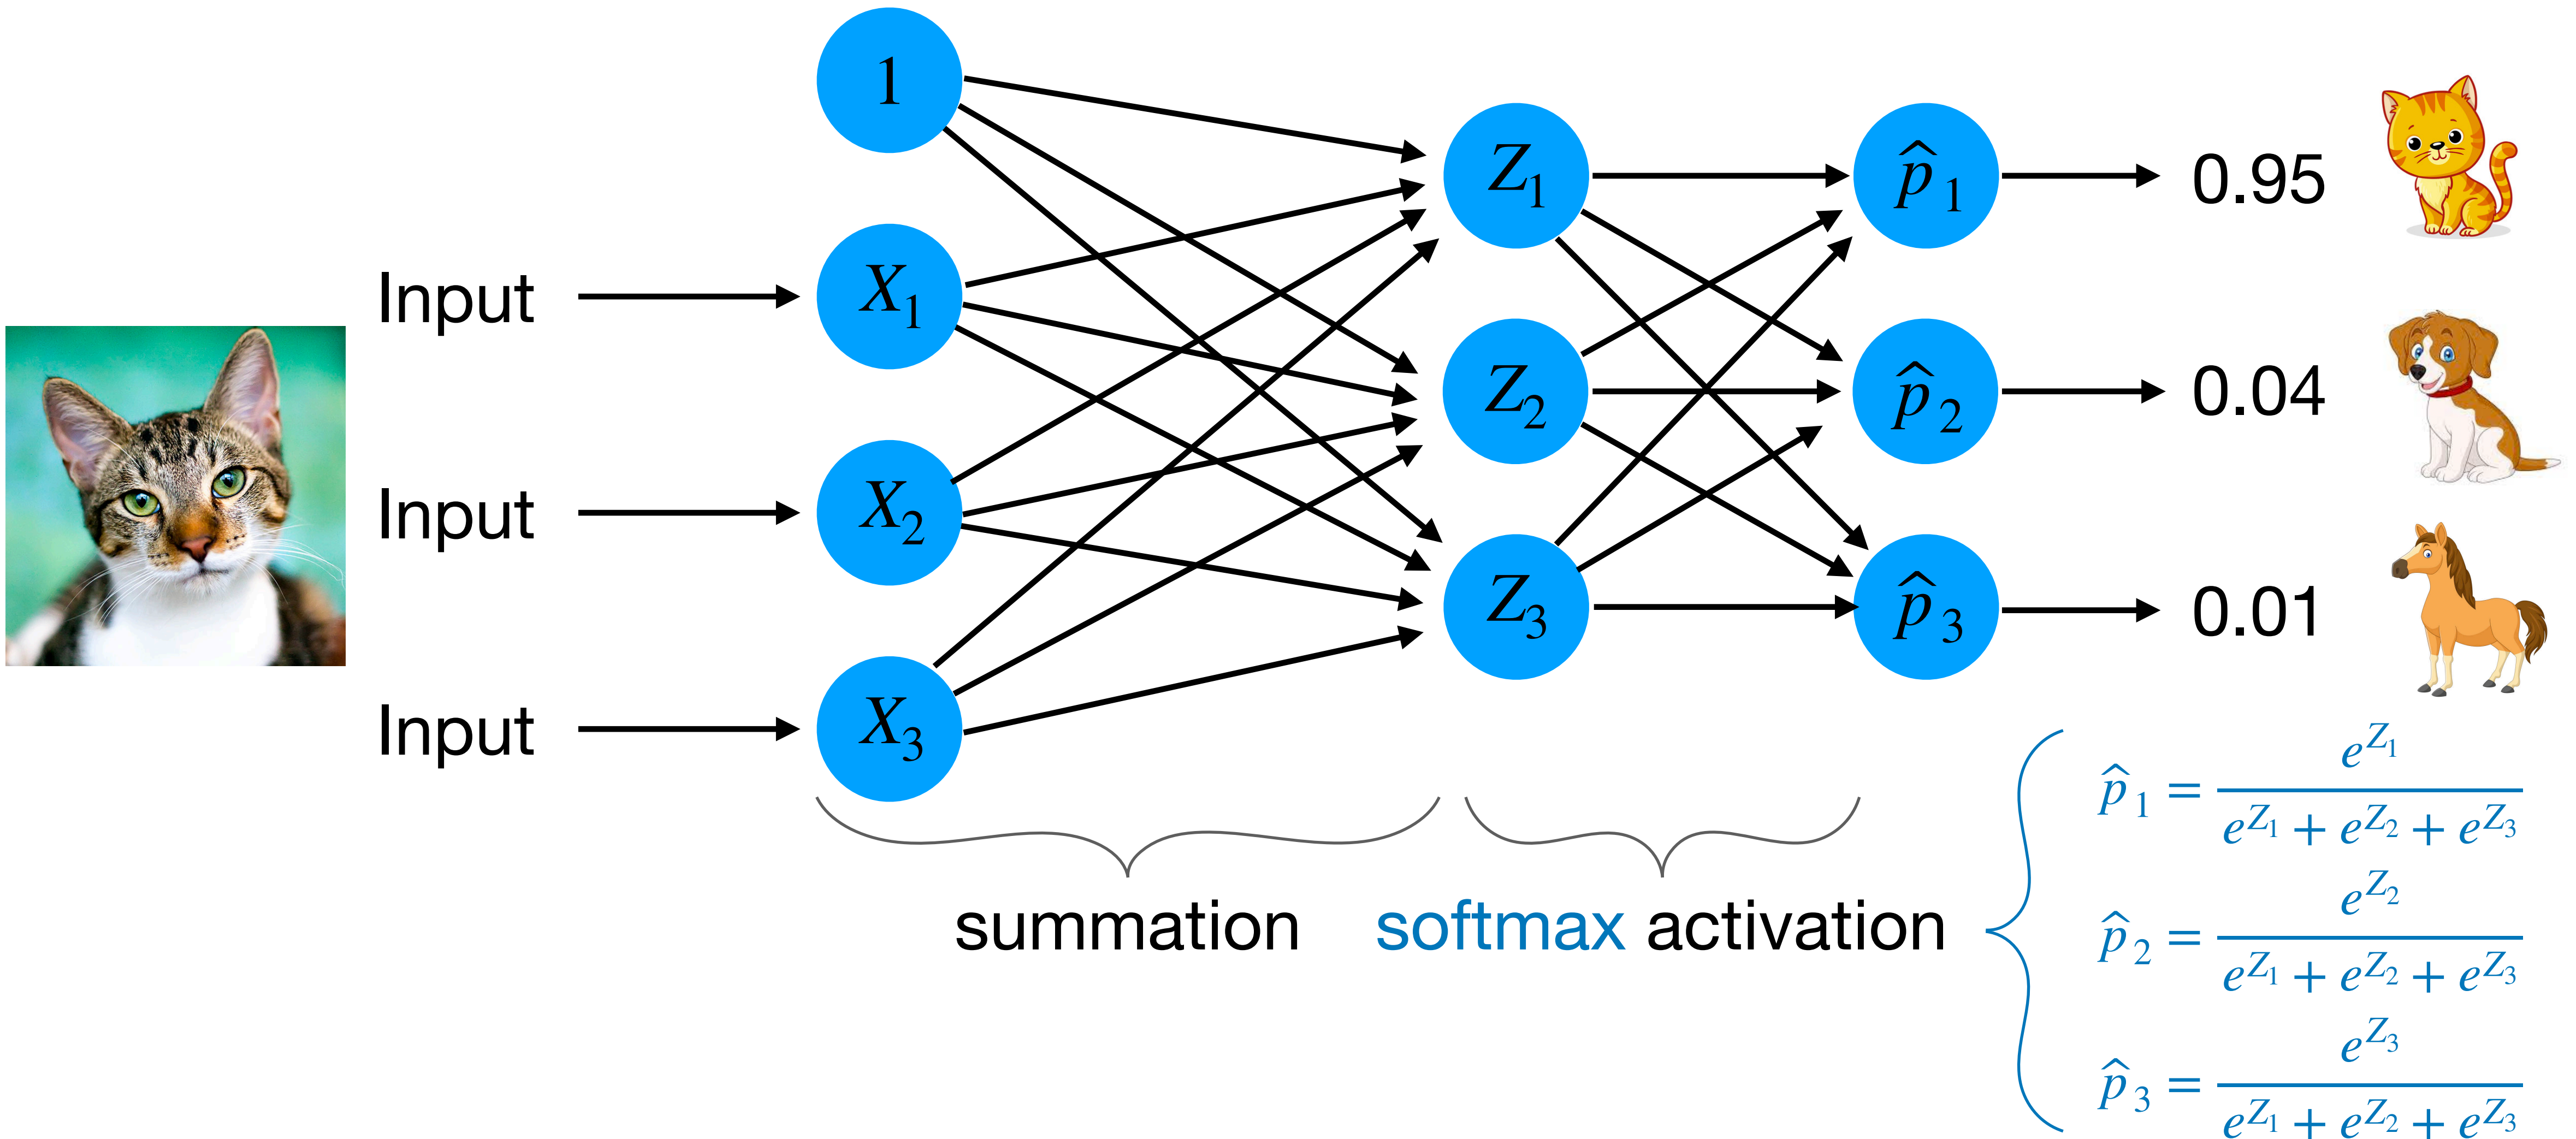 1
Input X₁
Input X₂
Input X₃
Z₁
Z₂
Z₃
p̂₁ 0.95
p̂₂ 0.04
p̂₃ 0.01
summation
softmax activation
p̂₁ = e^{Z₁} / (e^{Z₁} + e^{Z₂} + e^{Z₃})
p̂₂ = e^{Z₂} / (e^{Z₁} + e^{Z₂} + e^{Z₃})
p̂₃ = e^{Z₃} / (e^{Z₁} + e^{Z₂} + e^{Z₃})